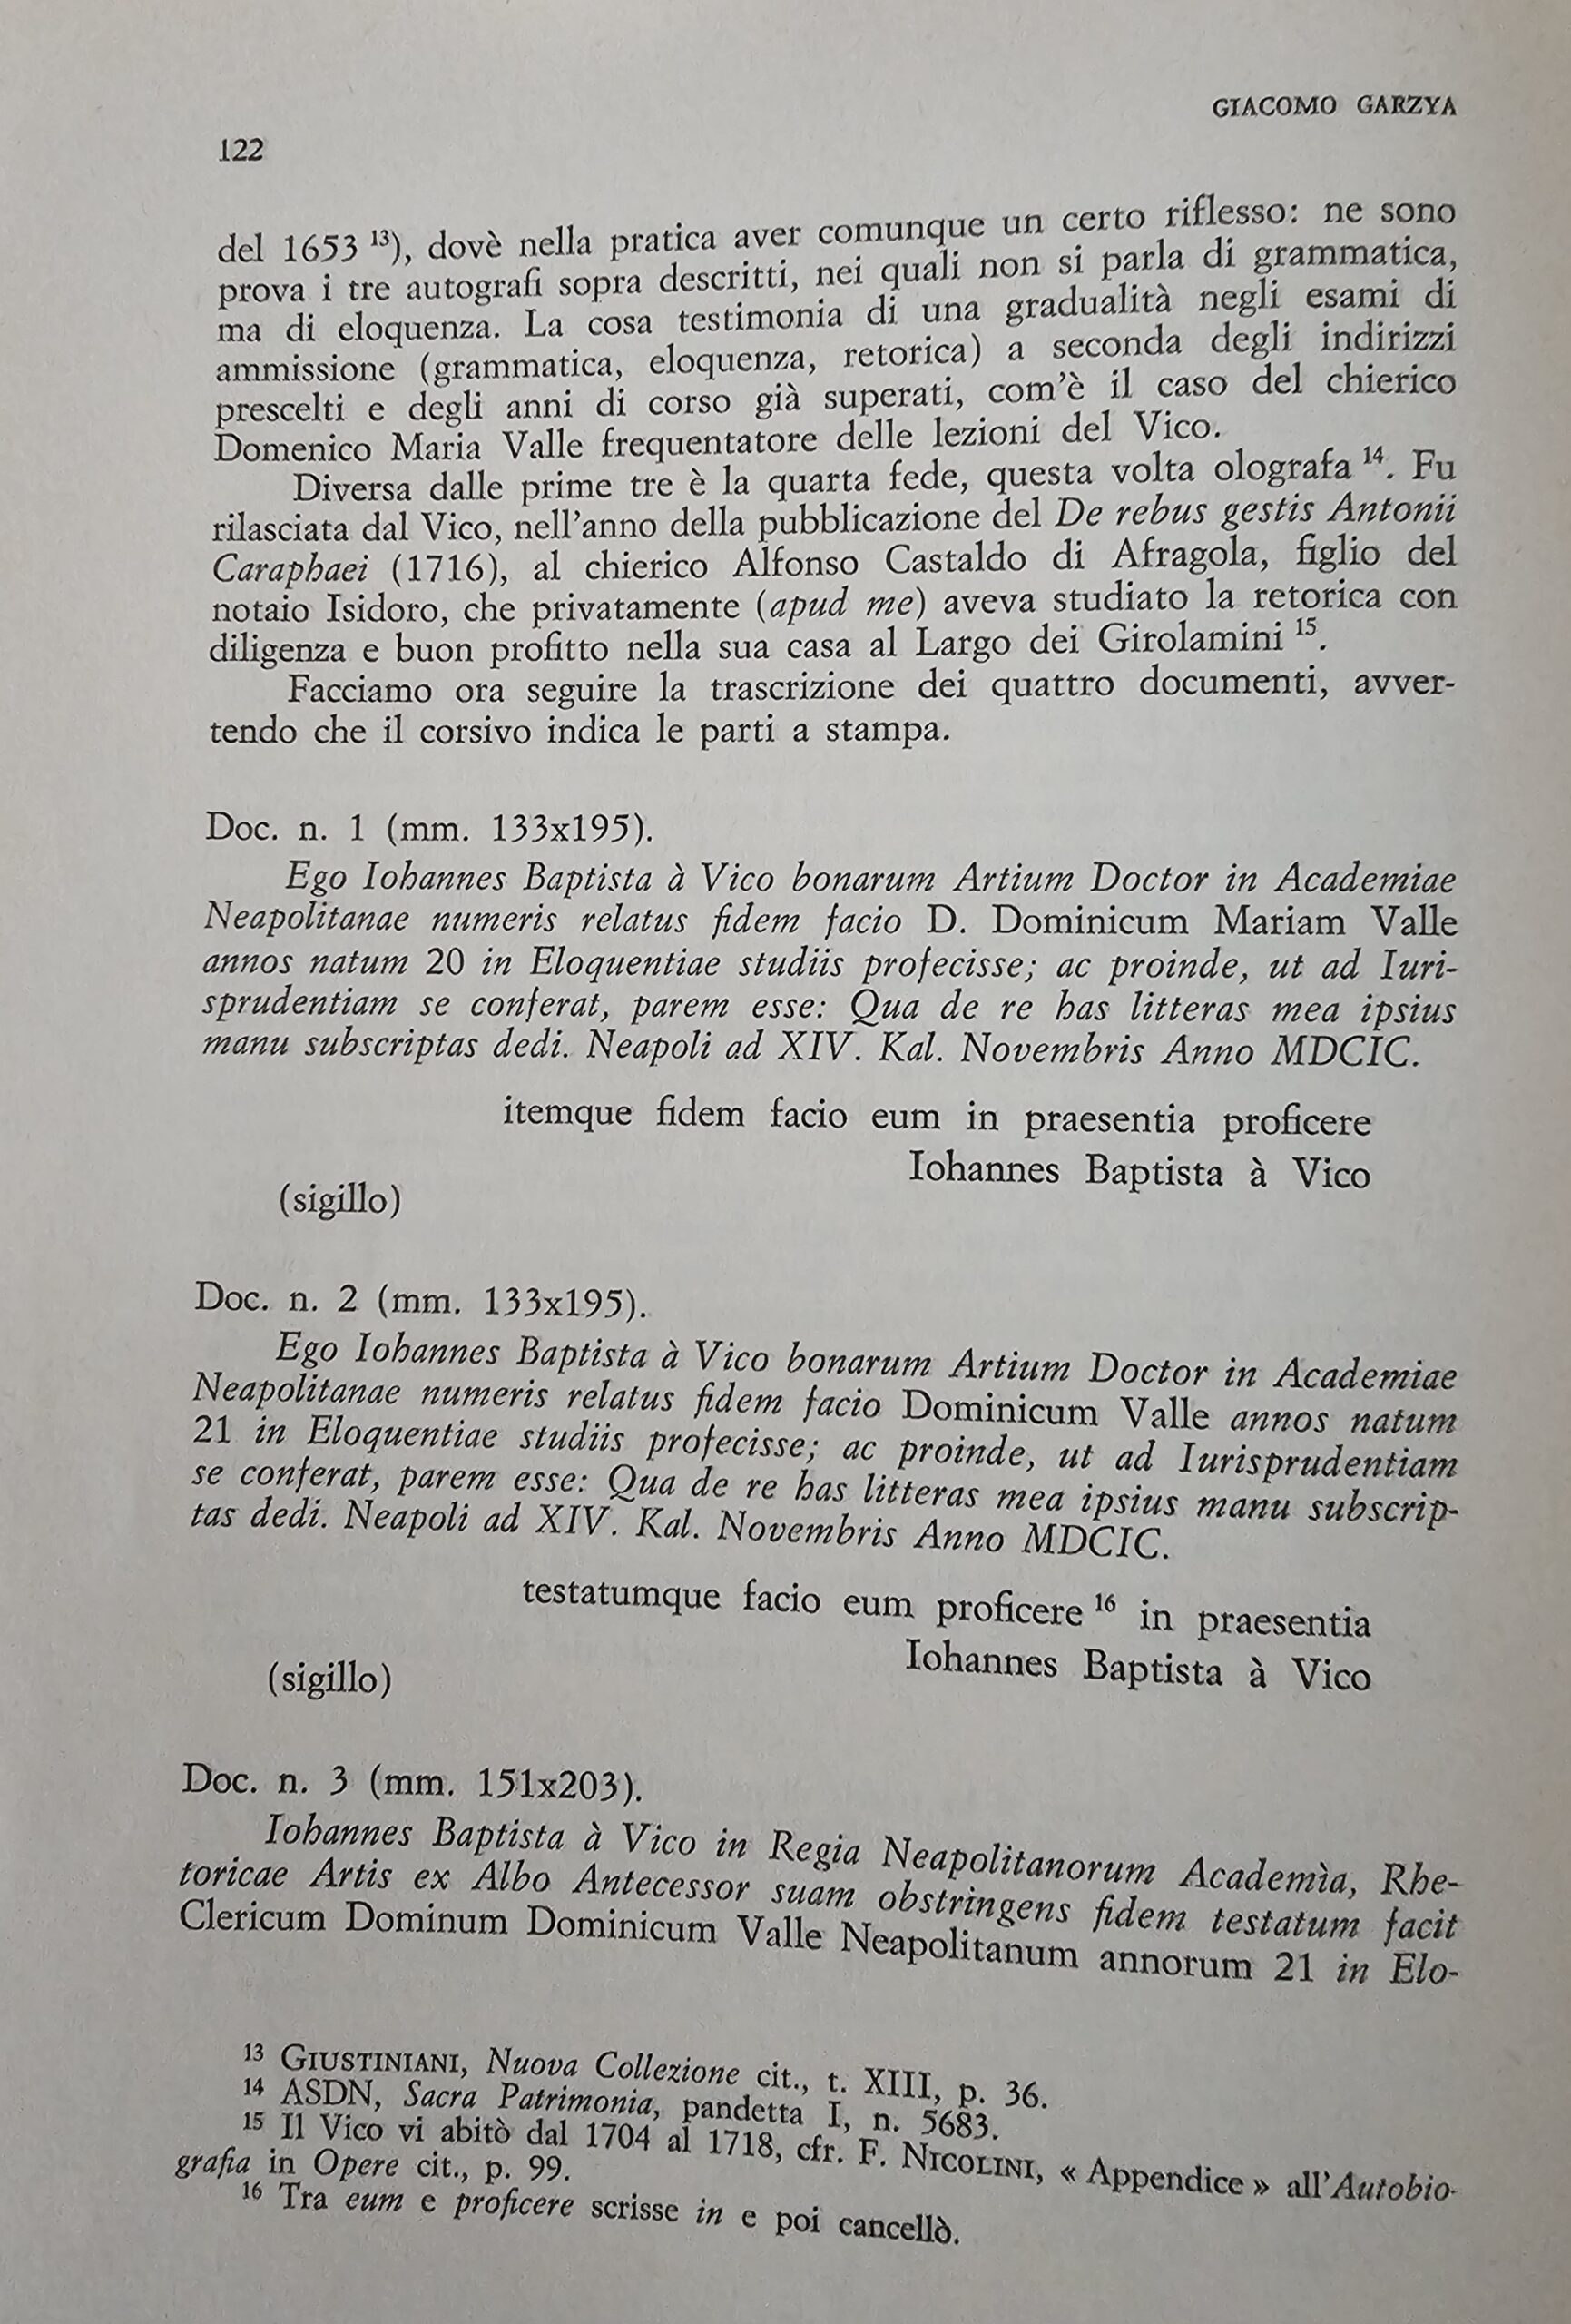 GIACOMO GARZYA
122
del 1653 ¹³), dovè nella pratica aver comunque un certo riflesso: ne sono
prova i tre autografi sopra descritti, nei quali non si parla di grammatica,
ma di eloquenza. La cosa testimonia di una gradualità negli esami di
ammissione (grammatica, eloquenza, retorica) a seconda degli indirizzi
prescelti e degli anni di corso già superati, com'è il caso del chierico
Domenico Maria Valle frequentatore delle lezioni del Vico.
Diversa dalle prime tre è la quarta fede, questa volta olografa ¹⁴. Fu
rilasciata dal Vico, nell'anno della pubblicazione del De rebus gestis Antonii
Caraphaei (1716), al chierico Alfonso Castaldo di Afragola, figlio del
notaio Isidoro, che privatamente (apud me) aveva studiato la retorica con
diligenza e buon profitto nella sua casa al Largo dei Girolamini ¹⁵.
Facciamo ora seguire la trascrizione dei quattro documenti, avver-
tendo che il corsivo indica le parti a stampa.
Doc. n. 1 (mm. 133x195).
Ego Iohannes Baptista à Vico bonarum Artium Doctor in Academiae
Neapolitanae numeris relatus fidem facio D. Dominicum Mariam Valle
annos natum 20 in Eloquentiae studiis profecisse; ac proinde, ut ad Iuri-
sprudentiam se conferat, parem esse: Qua de re has litteras mea ipsius
manu subscriptas dedi. Neapoli ad XIV. Kal. Novembris Anno MDCIC.
itemque fidem facio eum in praesentia proficere
Iohannes Baptista à Vico
(sigillo)
Doc. n. 2 (mm. 133x195).
Ego Iohannes Baptista à Vico bonarum Artium Doctor in Academiae
Neapolitanae numeris relatus fidem facio Dominicum Valle annos natum
21 in Eloquentiae studiis profecisse; ac proinde, ut ad Iurisprudentiam
se conferat, parem esse: Qua de re has litteras mea ipsius manu subscrip-
tas dedi. Neapoli ad XIV. Kal. Novembris Anno MDCIC.
testatumque facio eum proficere ¹⁶ in praesentia
Iohannes Baptista à Vico
(sigillo)
Doc. n. 3 (mm. 151x203).
Iohannes Baptista à Vico in Regia Neapolitanorum Academìa, Rhe-
toricae Artis ex Albo Antecessor suam obstringens fidem testatum facit
Clericum Dominum Dominicum Valle Neapolitanum annorum 21 in Elo-
¹³ GIUSTINIANI, Nuova Collezione cit., t. XIII, p. 36.
¹⁴ ASDN, Sacra Patrimonia, pandetta I, n. 5683.
¹⁵ Il Vico vi abitò dal 1704 al 1718, cfr. F. NICOLINI, « Appendice » all'Autobio-
grafia in Opere cit., p. 99.
¹⁶ Tra eum e proficere scrisse in e poi cancellò.